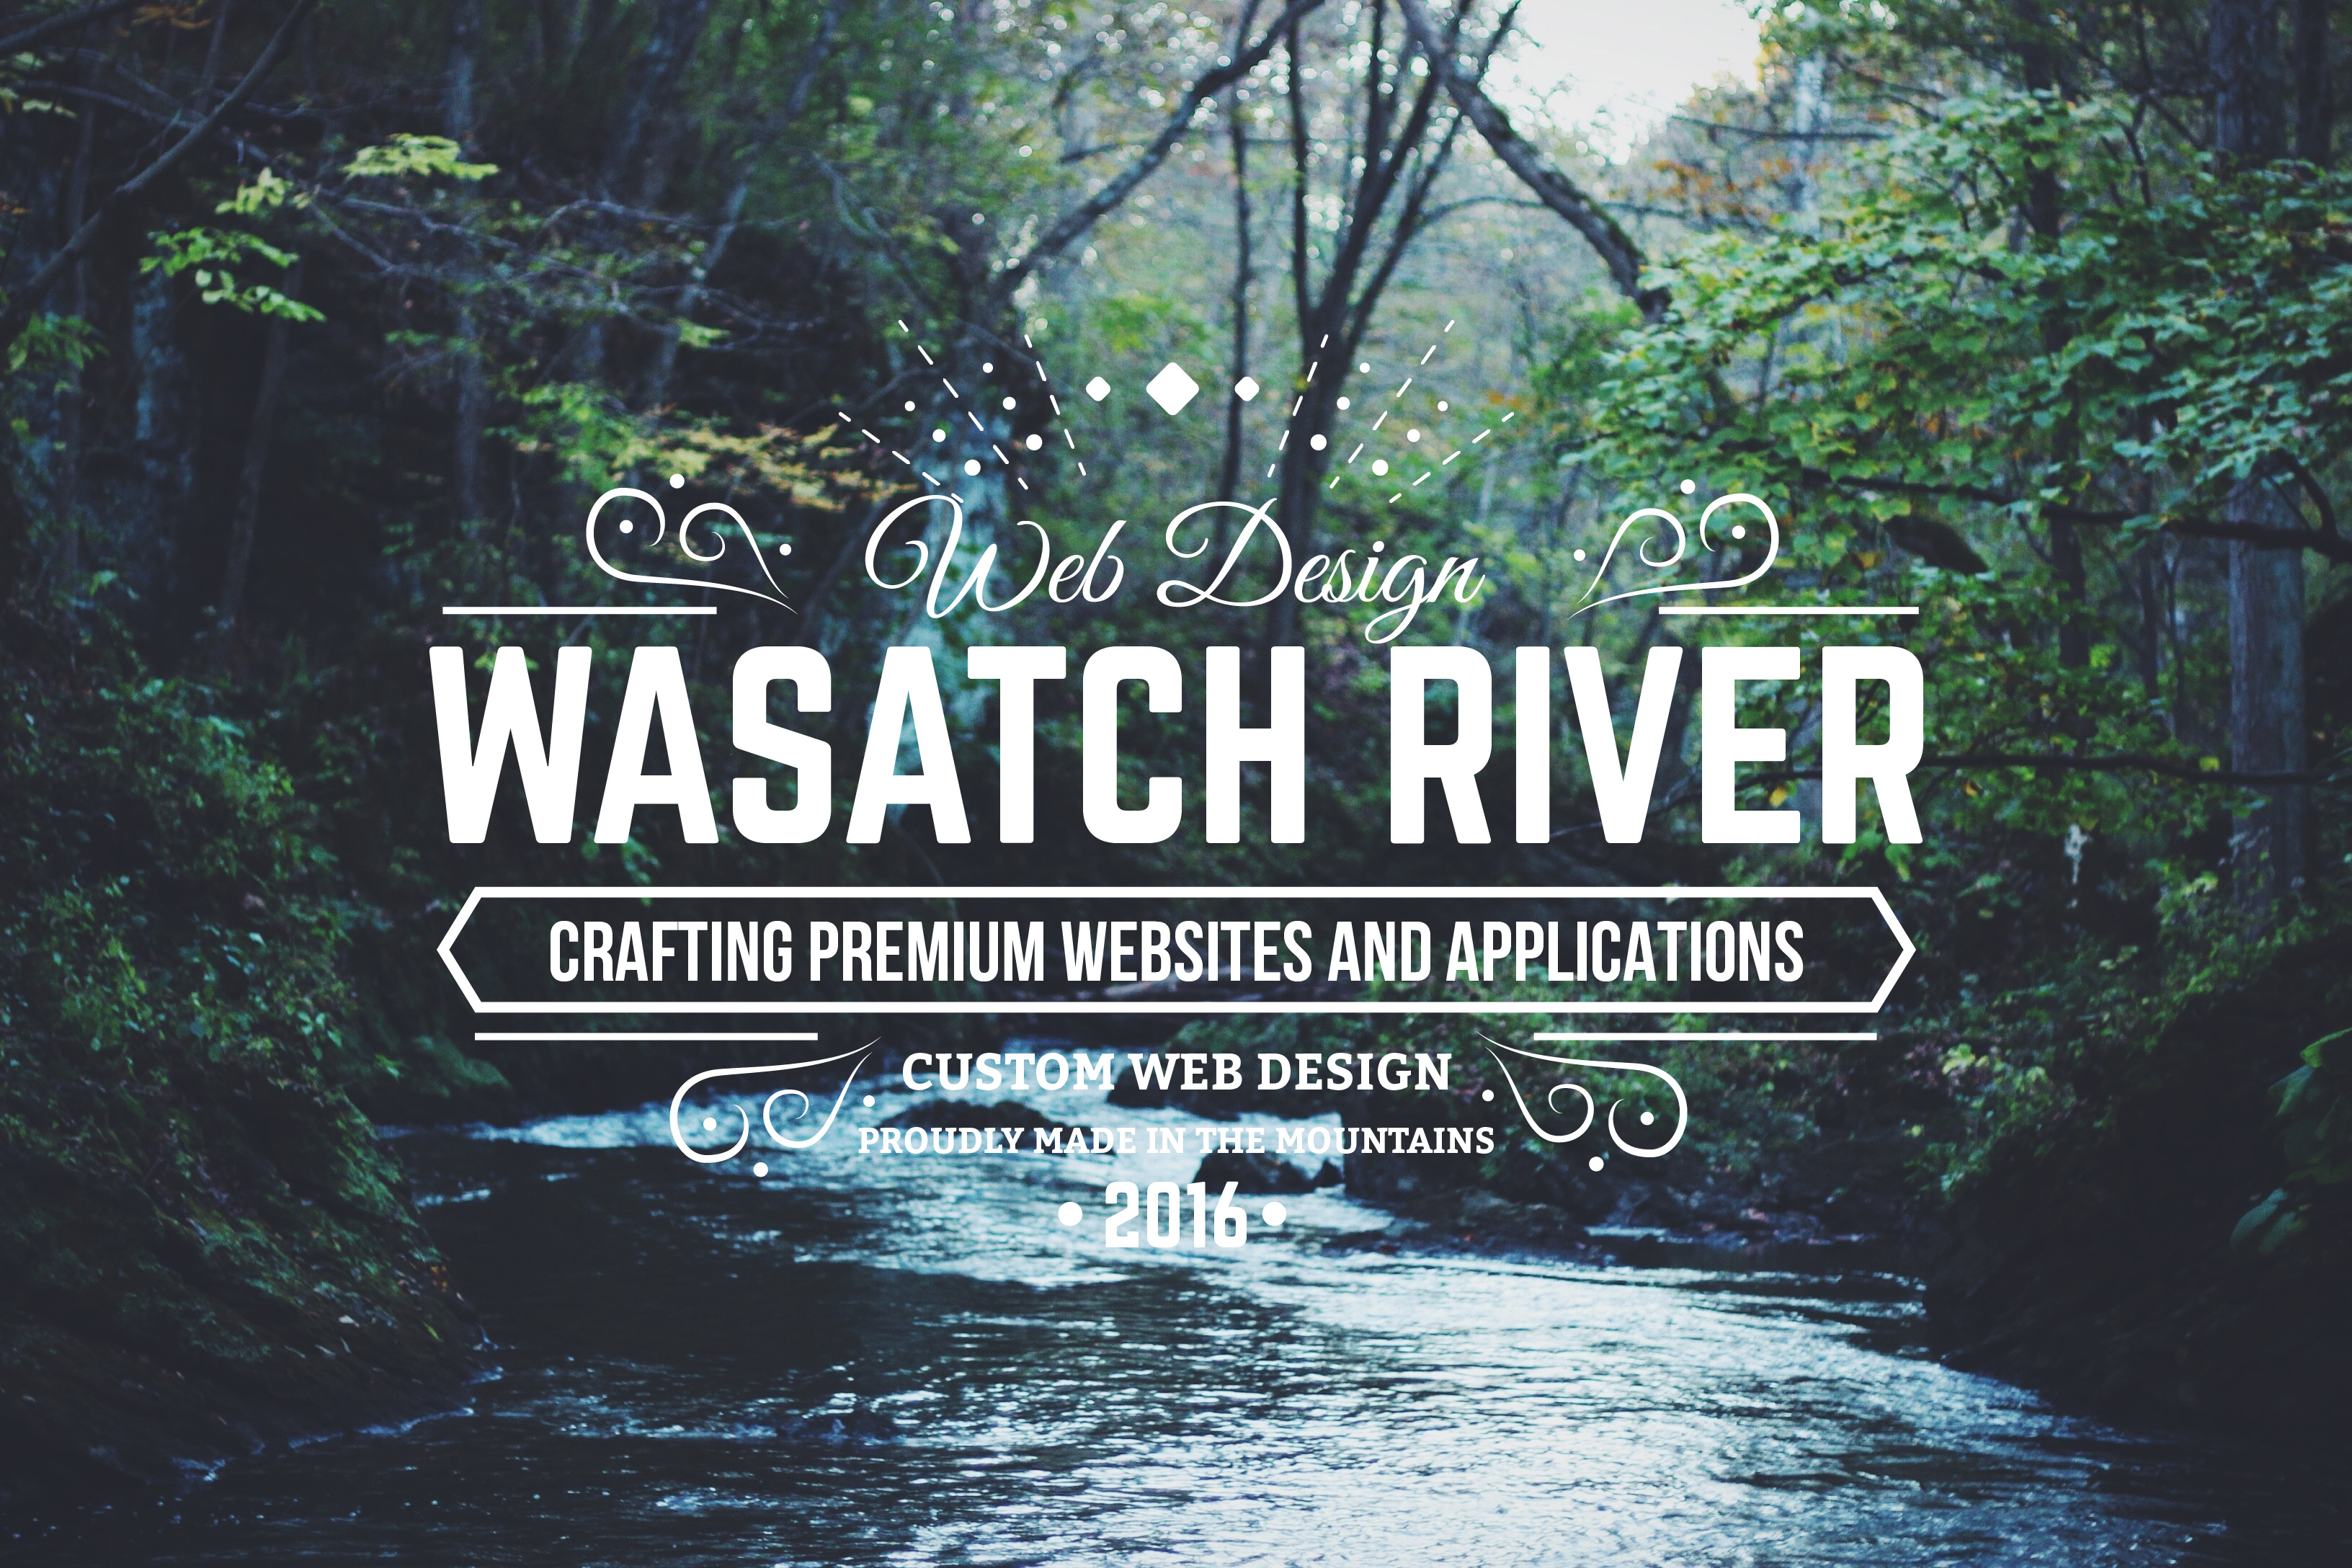 Web Design
WASATCH RIVER
CRAFTING PREMIUM WEBSITES AND APPLICATIONS
CUSTOM WEB DESIGN
PROUDLY MADE IN THE MOUNTAINS
• 2016 •